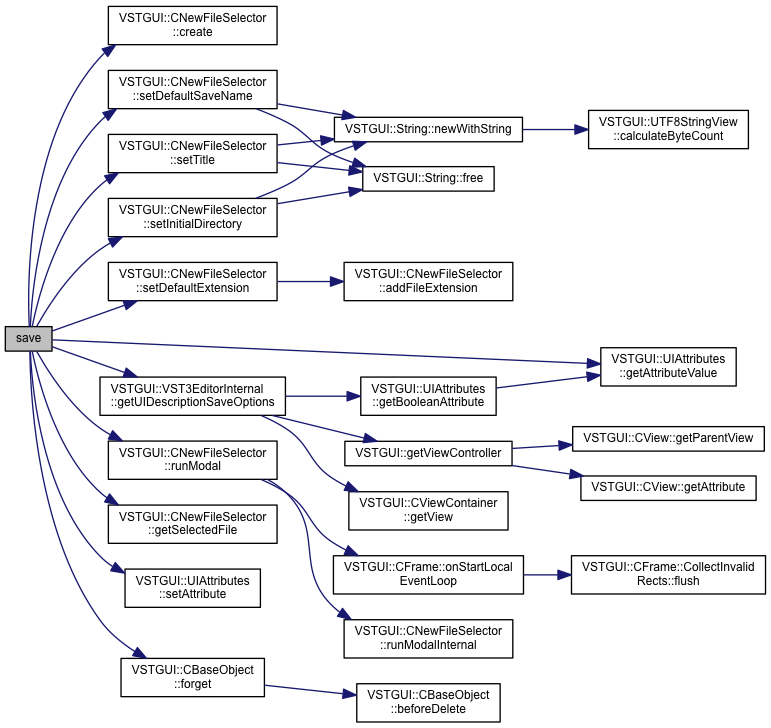 VSTGUI::CNewFileSelector
::create
VSTGUI::CNewFileSelector
::setDefaultSaveName
VSTGUI::String::newWithString
VSTGUI::UTF8StringView
::calculateByteCount
VSTGUI::CNewFileSelector
::setTitle
VSTGUI::String::free
VSTGUI::CNewFileSelector
::setInitialDirectory
VSTGUI::CNewFileSelector
::setDefaultExtension
VSTGUI::CNewFileSelector
::addFileExtension
save
VSTGUI::UIAttributes
::getAttributeValue
VSTGUI::VST3EditorInternal
::getUIDescriptionSaveOptions
VSTGUI::UIAttributes
::getBooleanAttribute
VSTGUI::CNewFileSelector
::runModal
VSTGUI::getViewController
VSTGUI::CView::getParentView
VSTGUI::CView::getAttribute
VSTGUI::CViewContainer
::getView
VSTGUI::CNewFileSelector
::getSelectedFile
VSTGUI::CFrame::onStartLocal
EventLoop
VSTGUI::CFrame::CollectInvalid
Rects::flush
VSTGUI::UIAttributes
::setAttribute
VSTGUI::CNewFileSelector
::runModalInternal
VSTGUI::CBaseObject
::forget
VSTGUI::CBaseObject
::beforeDelete